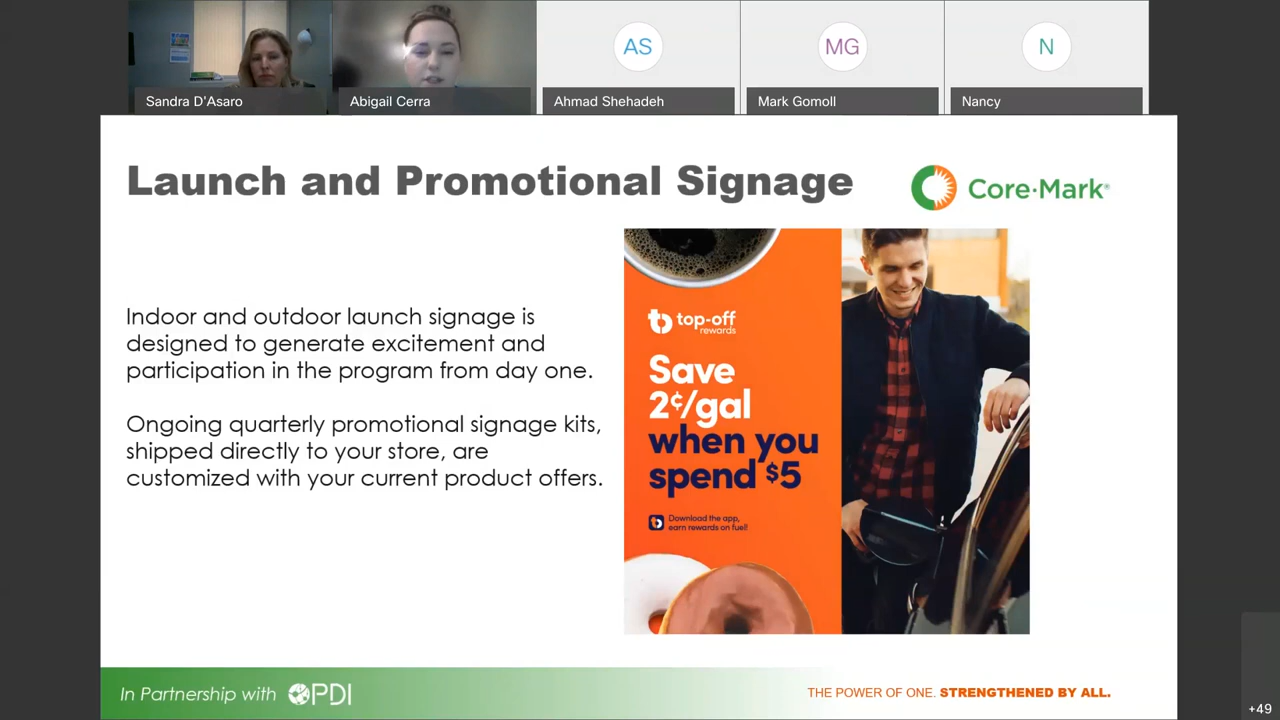 AS
MG
N
Sandra D'Asaro
Abigail Cerra
Ahmad Shehadeh
Mark Gomoll
Nancy
Launch and Promotional Signage
Core-Mark®
Indoor and outdoor launch signage is
designed to generate excitement and
participation in the program from day one.
Ongoing quarterly promotional signage kits,
shipped directly to your store, are
customized with your current product offers.
top-off
rewards
Save
2¢/gal
when you
spend $5
Download the app,
earn rewards on fuel!
In Partnership with PDI
THE POWER OF ONE. STRENGTHENED BY ALL.
+49